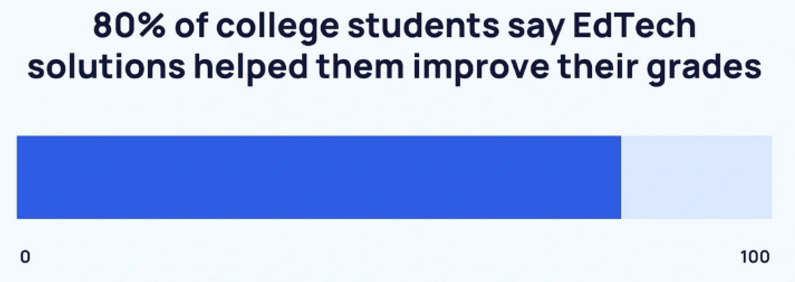 80% of college students say EdTech
solutions helped them improve their grades
0 100